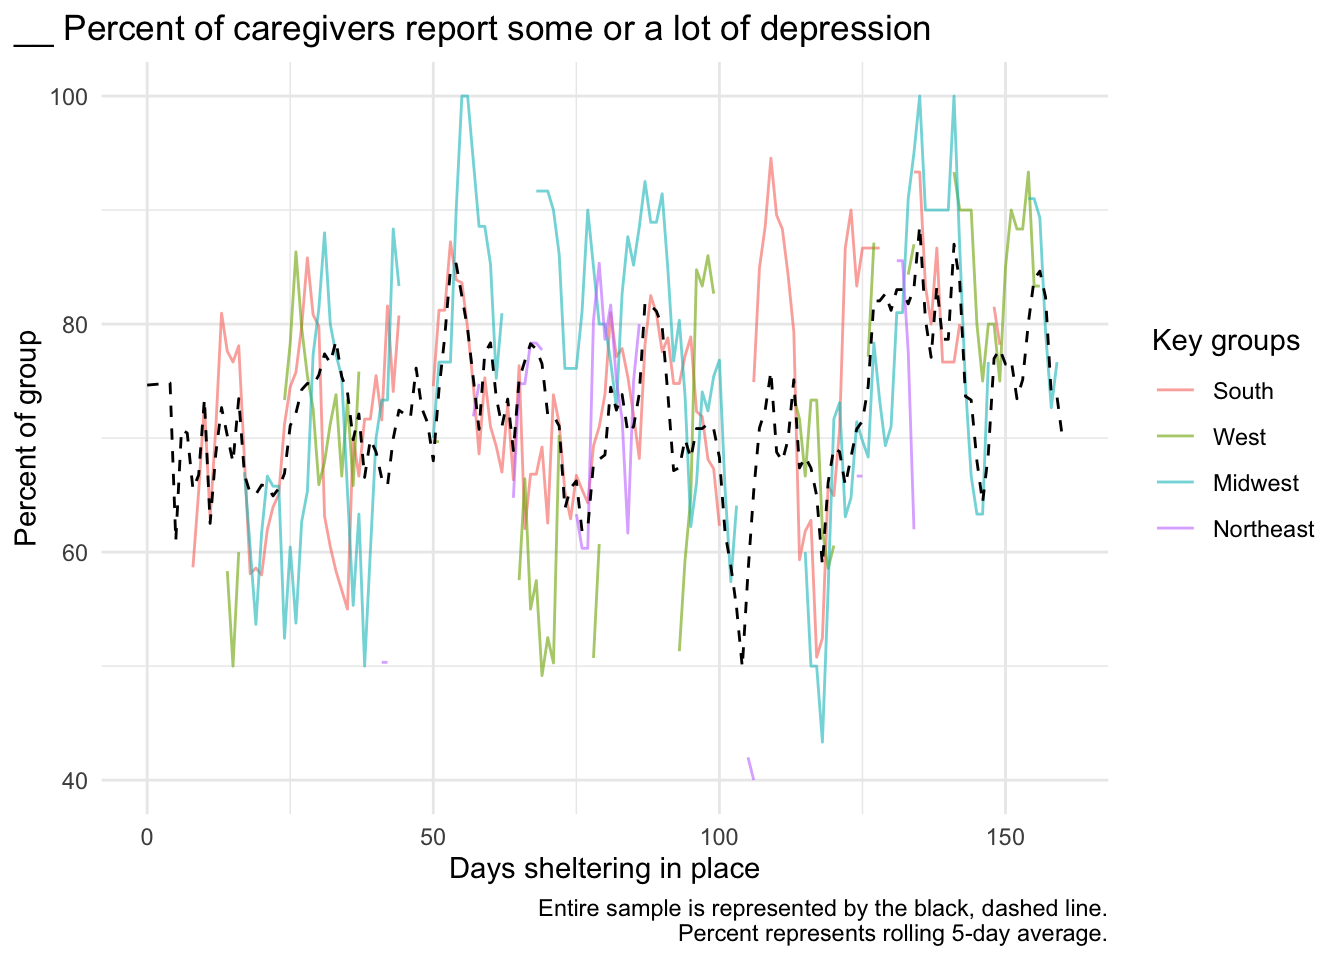 __ Percent of caregivers report some or a lot of depression
Percent of group
100
80
60
40
0
50
100
150
Days sheltering in place
Key groups
South
West
Midwest
Northeast
Entire sample is represented by the black, dashed line.
Percent represents rolling 5-day average.